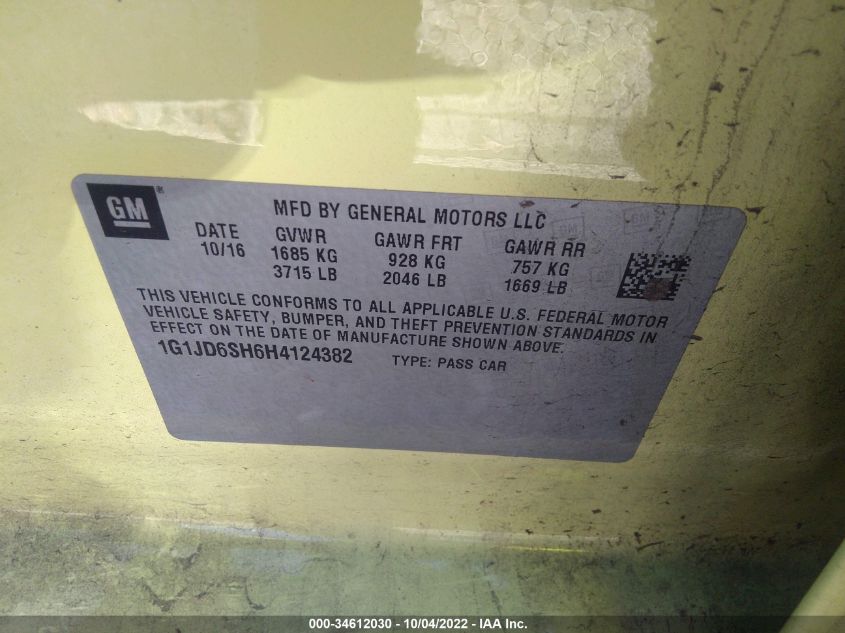 GM ®
MFD BY GENERAL MOTORS LLC
DATE GVWR GAWR FRT GAWR RR
10/16 1685 KG 928 KG 757 KG
3715 LB 2046 LB 1669 LB
THIS VEHICLE CONFORMS TO ALL APPLICABLE U.S. FEDERAL MOTOR
VEHICLE SAFETY, BUMPER, AND THEFT PREVENTION STANDARDS IN
EFFECT ON THE DATE OF MANUFACTURE SHOWN ABOVE.
1G1JD6SH6H4124382 TYPE: PASS CAR
000-34612030 - 10/04/2022 - IAA Inc.